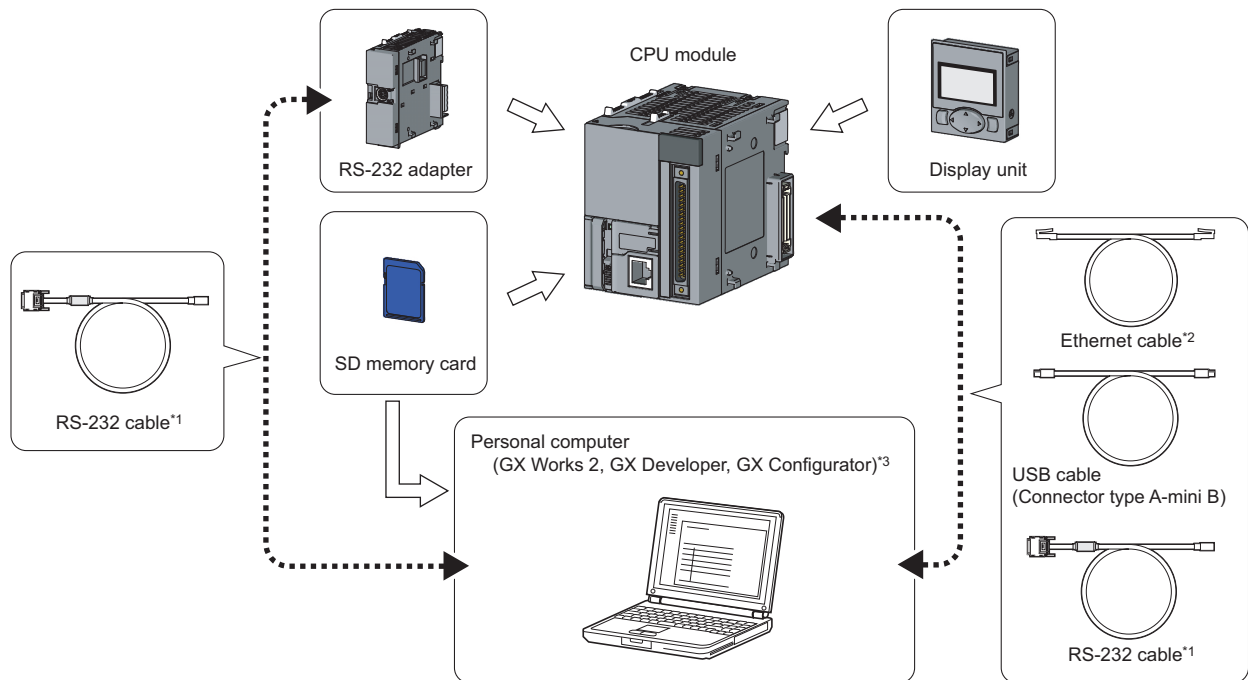 CPU module
RS-232 adapter
Display unit
SD memory card
RS-232 cable*1
Ethernet cable*2
USB cable
(Connector type A-mini B)
RS-232 cable*1
Personal computer
(GX Works 2, GX Developer, GX Configurator)*3